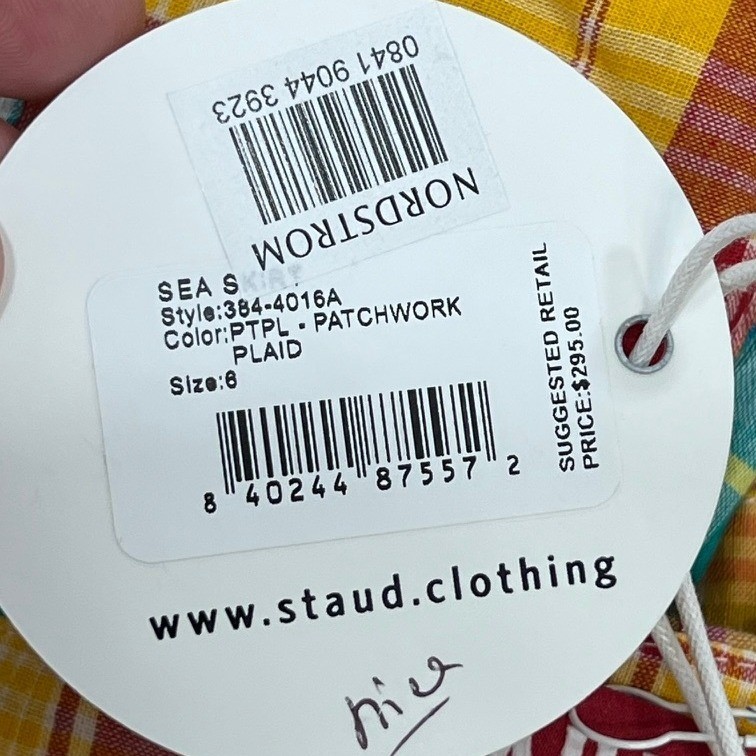 0841 9044 3923
NORDSTROM
SEA SKIRT
Style:384-4016A
Color:PTPL - PATCHWORK
PLAID
Size:6
8 40244 87557 2
SUGGESTED RETAIL
PRICE:$295.00
www.staud.clothing
nice